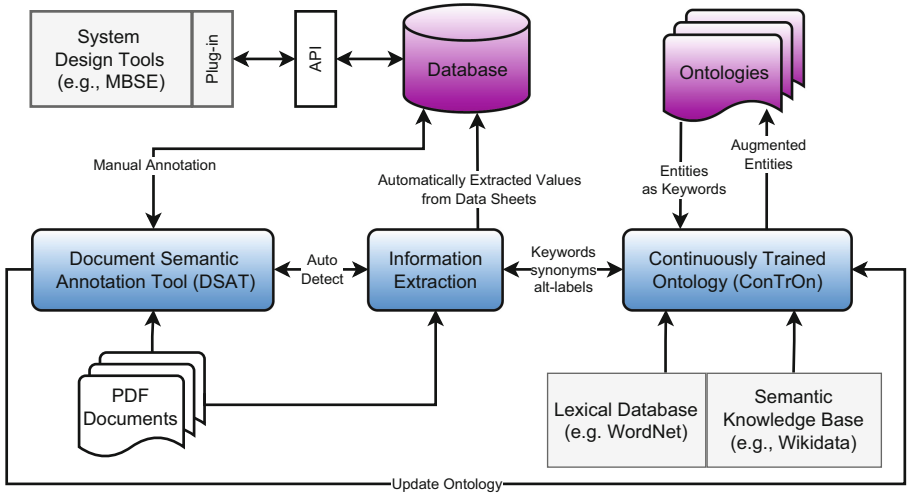 System
Design Tools
(e.g., MBSE)
Plug-in
API
Database
Ontologies
Manual Annotation
Automatically Extracted Values
from Data Sheets
Entities
as Keywords
Augmented
Entities
Document Semantic
Annotation Tool (DSAT)
Auto
Detect
Information
Extraction
Keywords
synonyms
alt-labels
Continuously Trained
Ontology (ConTrOn)
PDF
Documents
Lexical Database
(e.g. WordNet)
Semantic
Knowledge Base
(e.g., Wikidata)
Update Ontology